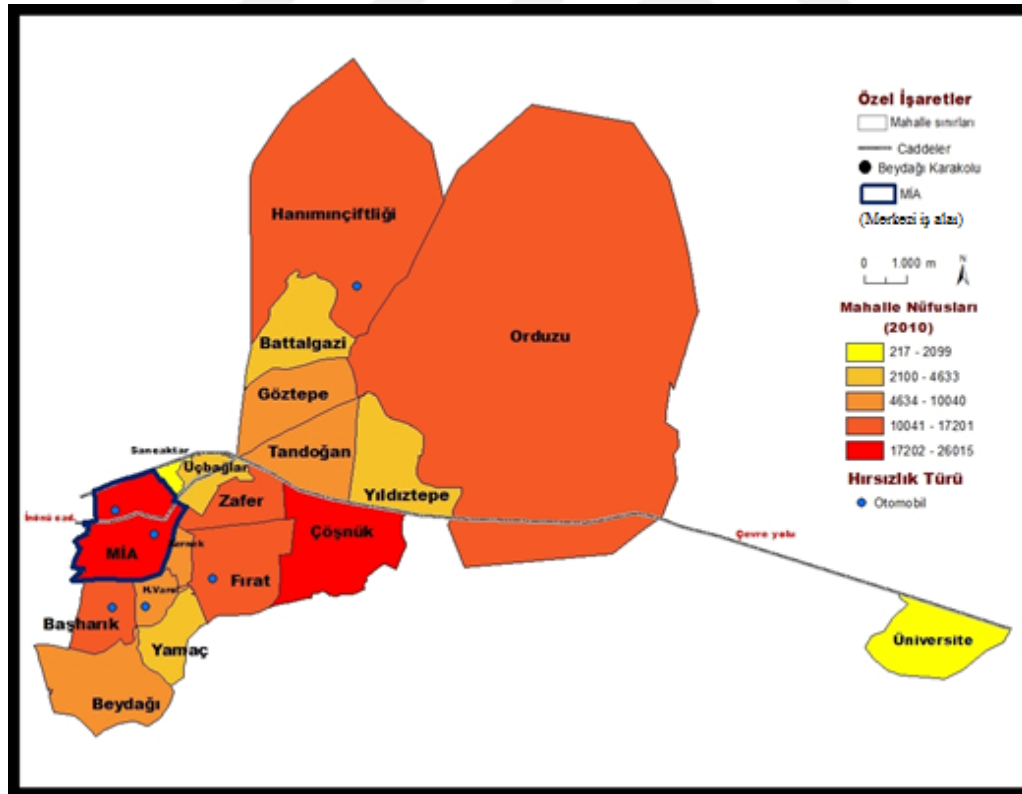 Özel İşaretler
Mahalle sınırları
Caddeler
Beydağı Karakolu
MİA
(Merkezi iş alanı)
0 1.000 m N
Mahalle Nüfusları
(2010)
217 - 2099
2100 - 4633
4634 - 10040
10041 - 17201
17202 - 26015
Hırsızlık Türü
Otomobil
Hanımınçiftliği
Orduzu
Battalgazi
Göztepe
Tandoğan
Sancaktar
Üçbağlar
Yıldıztepe
Zafer
İnönü cad.
Çöşnük
Çevre yolu
MİA
Fırat
Başharık
Üniversite
Yamaç
Beydağı